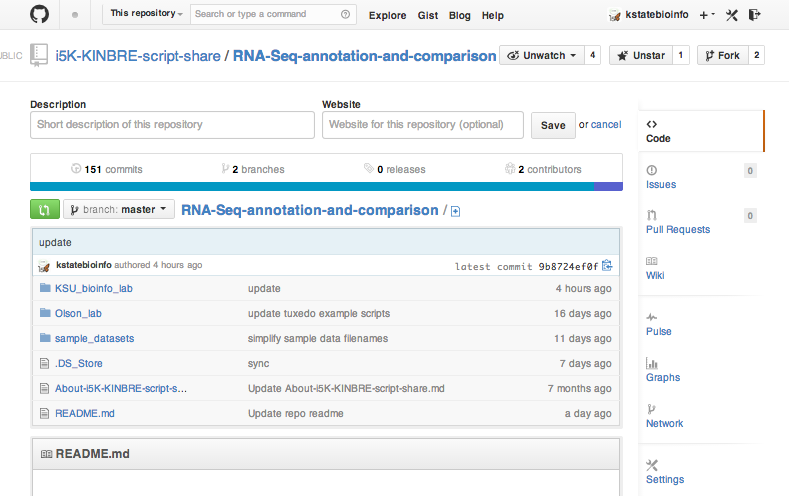 This repository Search or type a command Explore Gist Blog Help kstatebioinfo
UBLIC i5K-KINBRE-script-share / RNA-Seq-annotation-and-comparison Unwatch 4 Unstar 1 Fork 2
Description Website
Short description of this repository Website for this repository (optional) Save or cancel
151 commits 2 branches 0 releases 2 contributors
branch: master RNA-Seq-annotation-and-comparison /
update
kstatebioinfo authored 4 hours ago latest commit 9b8724ef0f
KSU_bioinfo_lab update 4 hours ago
Olson_lab update tuxedo example scripts 16 days ago
sample_datasets simplify sample data filenames 11 days ago
.DS_Store sync 7 days ago
About-i5K-KINBRE-script-s... Update About-i5K-KINBRE-script-share.md 7 months ago
README.md Update repo readme a day ago
README.md
Code
Issues 0
Pull Requests 0
Wiki
Pulse
Graphs
Network
Settings